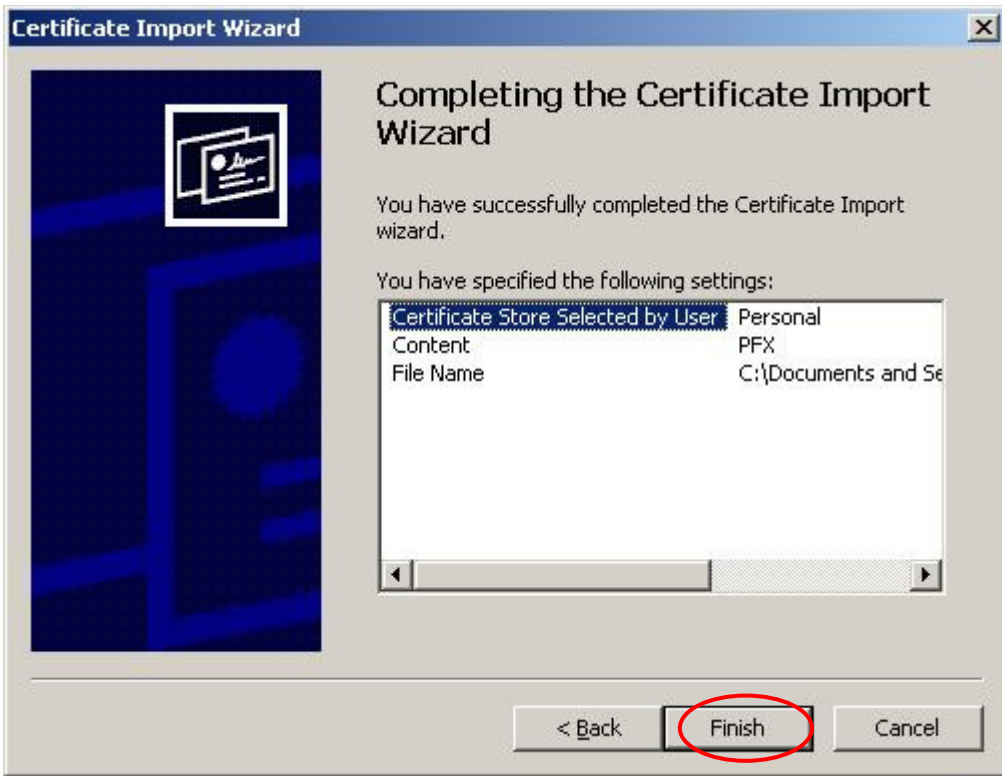 Certificate Import Wizard
Completing the Certificate Import
Wizard
You have successfully completed the Certificate Import
wizard.
You have specified the following settings:
Certificate Store Selected by User Personal
Content PFX
File Name C:\Documents and Se
< Back Finish Cancel